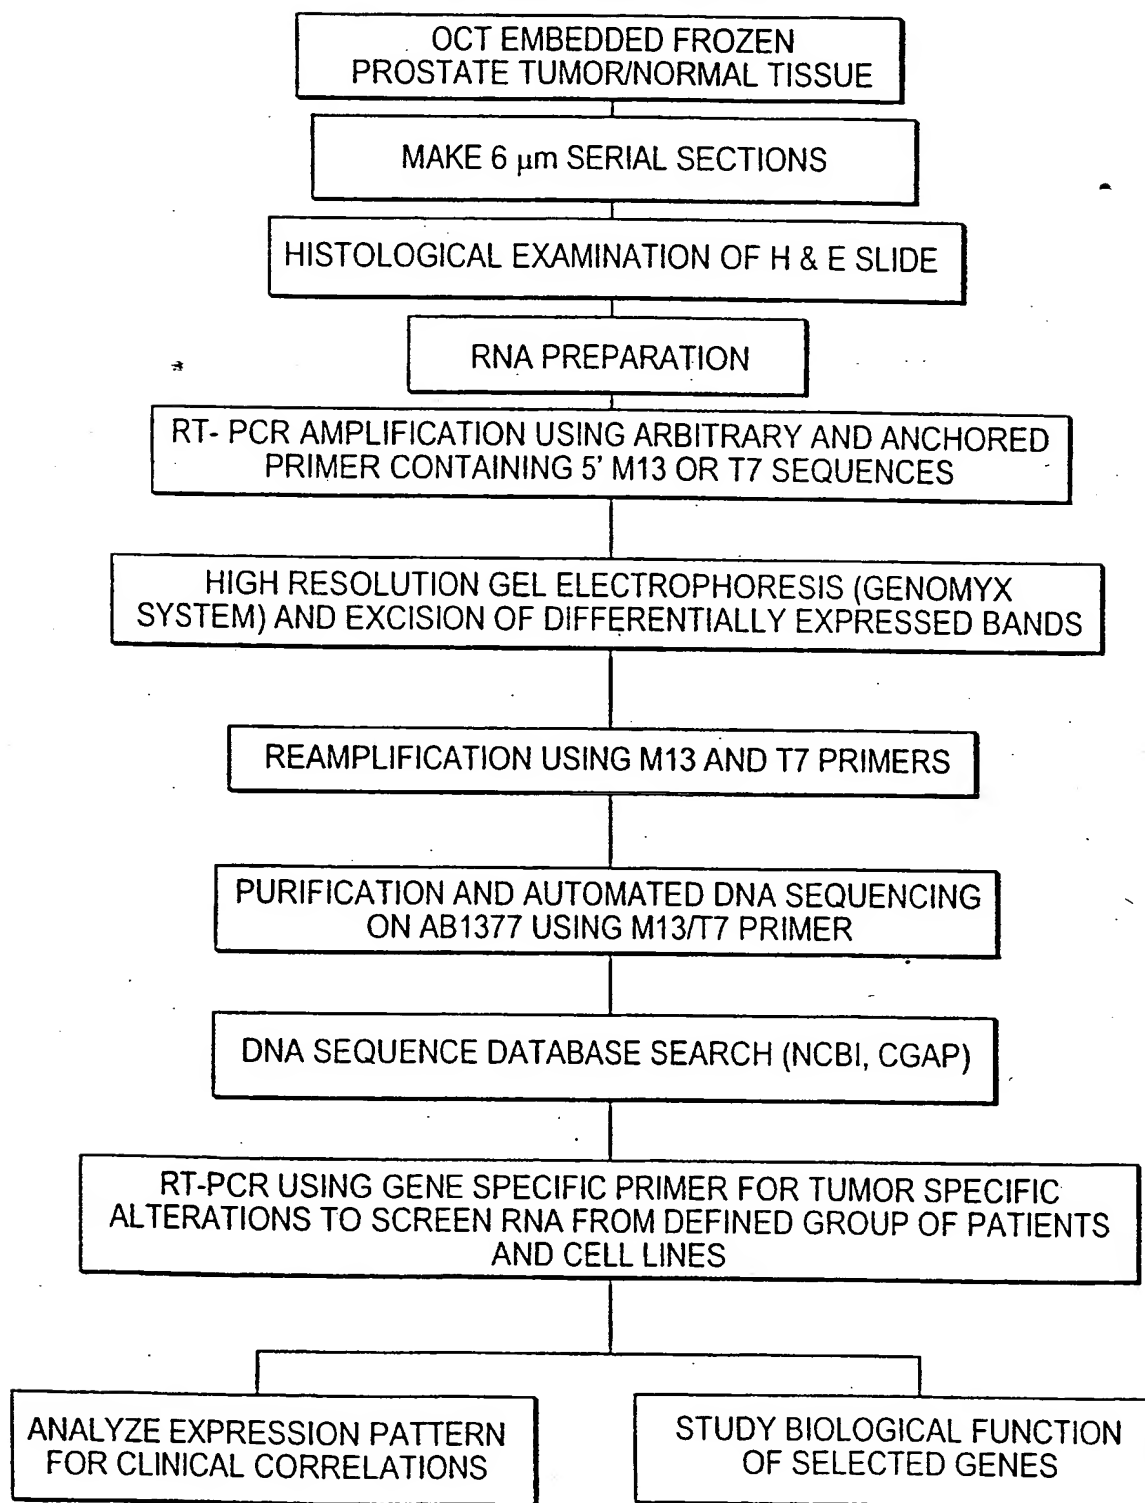 OCT EMBEDDED FROZEN
PROSTATE TUMOR/NORMAL TISSUE
MAKE 6 μm SERIAL SECTIONS
HISTOLOGICAL EXAMINATION OF H & E SLIDE
RNA PREPARATION
RT- PCR AMPLIFICATION USING ARBITRARY AND ANCHORED
PRIMER CONTAINING 5' M13 OR T7 SEQUENCES
HIGH RESOLUTION GEL ELECTROPHORESIS (GENOMYX
SYSTEM) AND EXCISION OF DIFFERENTIALLY EXPRESSED BANDS
REAMPLIFICATION USING M13 AND T7 PRIMERS
PURIFICATION AND AUTOMATED DNA SEQUENCING
ON AB1377 USING M13/T7 PRIMER
DNA SEQUENCE DATABASE SEARCH (NCBI, CGAP)
RT-PCR USING GENE SPECIFIC PRIMER FOR TUMOR SPECIFIC
ALTERATIONS TO SCREEN RNA FROM DEFINED GROUP OF PATIENTS
AND CELL LINES
ANALYZE EXPRESSION PATTERN
FOR CLINICAL CORRELATIONS
STUDY BIOLOGICAL FUNCTION
OF SELECTED GENES